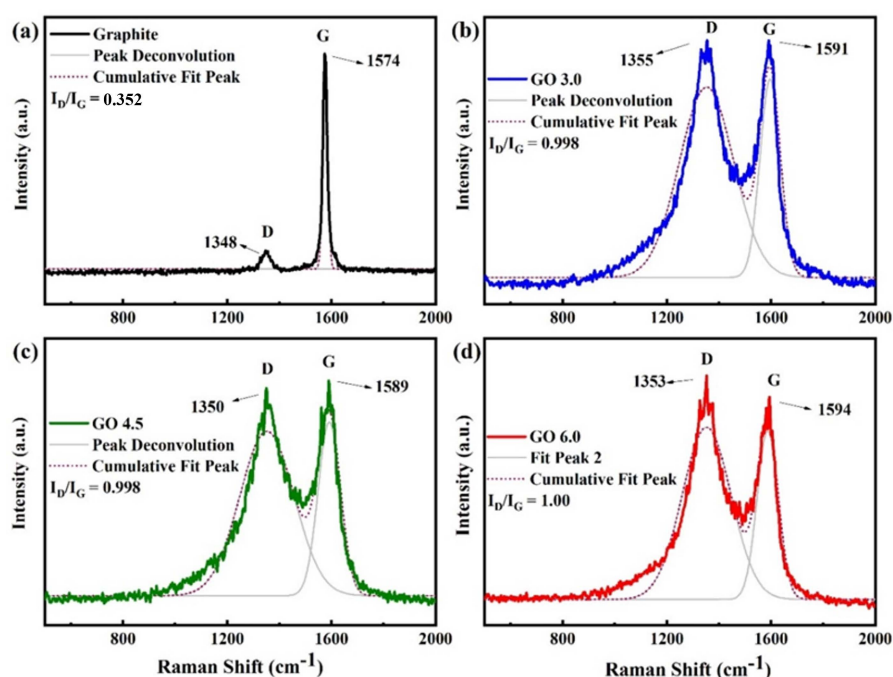 (a)
Graphite
Peak Deconvolution
Cumulative Fit Peak
I_D/I_G = 0.352
G
1574
D
1348
Intensity (a.u.)
800 1200 1600 2000
(b)
D
G
1355
1591
GO 3.0
Peak Deconvolution
Cumulative Fit Peak
I_D/I_G = 0.998
Intensity (a.u.)
800 1200 1600 2000
(c)
D
G
1350
1589
GO 4.5
Peak Deconvolution
Cumulative Fit Peak
I_D/I_G = 0.998
Intensity (a.u.)
800 1200 1600 2000
Raman Shift (cm⁻¹)
(d)
D
G
1353
1594
GO 6.0
Fit Peak 2
Cumulative Fit Peak
I_D/I_G = 1.00
Intensity (a.u.)
800 1200 1600 2000
Raman Shift (cm⁻¹)